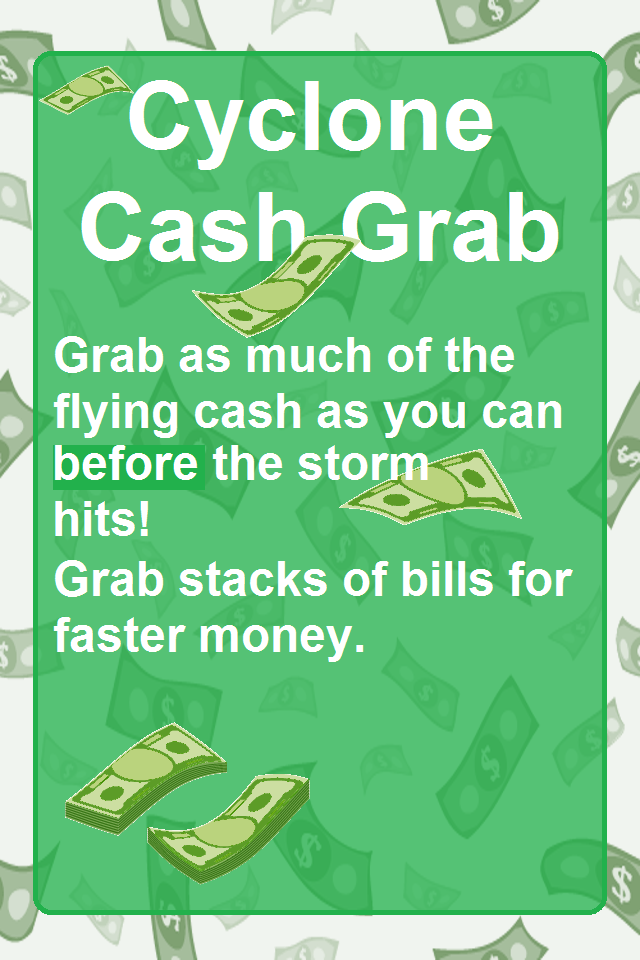 Cyclone
Cash Grab
Grab as much of the
flying cash as you can
before the storm
hits!
Grab stacks of bills for
faster money.